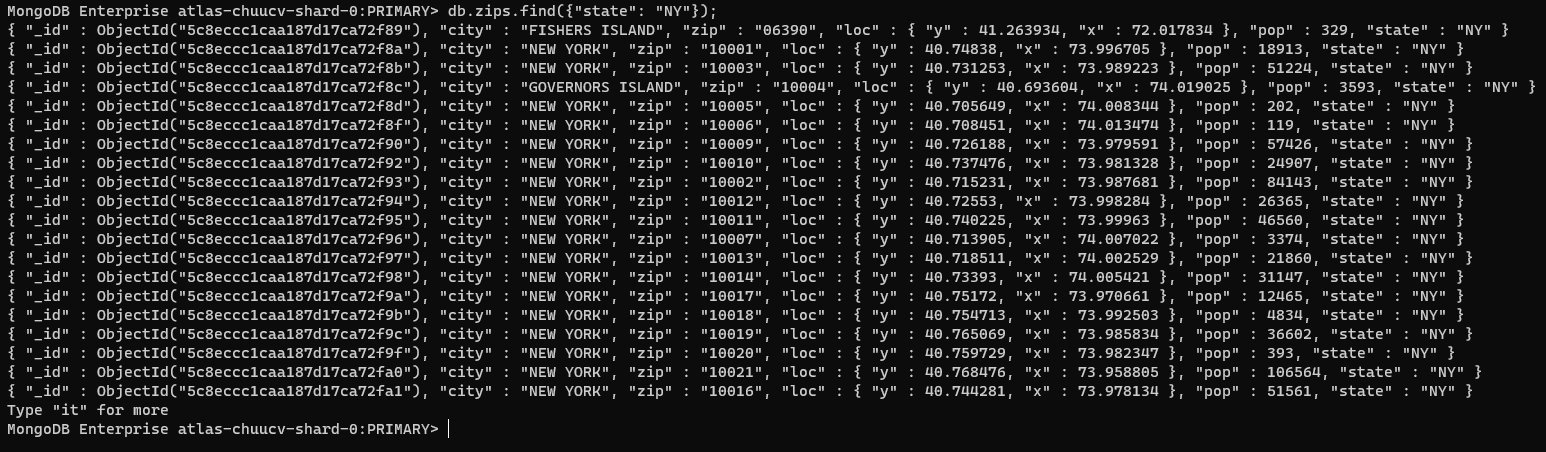 MongoDB Enterprise atlas-chuucv-shard-0:PRIMARY> db.zips.find({"state": "NY"});
{ "_id" : ObjectId("5c8eccc1caa187d17ca72f89"), "city" : "FISHERS ISLAND", "zip" : "06390", "loc" : { "y" : 41.263934, "x" : 72.017834 }, "pop" : 329, "state" : "NY" }
{ "_id" : ObjectId("5c8eccc1caa187d17ca72f8a"), "city" : "NEW YORK", "zip" : "10001", "loc" : { "y" : 40.74838, "x" : 73.996705 }, "pop" : 18913, "state" : "NY" }
{ "_id" : ObjectId("5c8eccc1caa187d17ca72f8b"), "city" : "NEW YORK", "zip" : "10003", "loc" : { "y" : 40.731253, "x" : 73.989223 }, "pop" : 51224, "state" : "NY" }
{ "_id" : ObjectId("5c8eccc1caa187d17ca72f8c"), "city" : "GOVERNORS ISLAND", "zip" : "10004", "loc" : { "y" : 40.693604, "x" : 74.019025 }, "pop" : 3593, "state" : "NY" }
{ "_id" : ObjectId("5c8eccc1caa187d17ca72f8d"), "city" : "NEW YORK", "zip" : "10005", "loc" : { "y" : 40.705649, "x" : 74.008344 }, "pop" : 202, "state" : "NY" }
{ "_id" : ObjectId("5c8eccc1caa187d17ca72f8f"), "city" : "NEW YORK", "zip" : "10006", "loc" : { "y" : 40.708451, "x" : 74.013474 }, "pop" : 119, "state" : "NY" }
{ "_id" : ObjectId("5c8eccc1caa187d17ca72f90"), "city" : "NEW YORK", "zip" : "10009", "loc" : { "y" : 40.726188, "x" : 73.979591 }, "pop" : 57426, "state" : "NY" }
{ "_id" : ObjectId("5c8eccc1caa187d17ca72f92"), "city" : "NEW YORK", "zip" : "10010", "loc" : { "y" : 40.737476, "x" : 73.981328 }, "pop" : 24907, "state" : "NY" }
{ "_id" : ObjectId("5c8eccc1caa187d17ca72f93"), "city" : "NEW YORK", "zip" : "10002", "loc" : { "y" : 40.715231, "x" : 73.987681 }, "pop" : 84143, "state" : "NY" }
{ "_id" : ObjectId("5c8eccc1caa187d17ca72f94"), "city" : "NEW YORK", "zip" : "10012", "loc" : { "y" : 40.72553, "x" : 73.998284 }, "pop" : 26365, "state" : "NY" }
{ "_id" : ObjectId("5c8eccc1caa187d17ca72f95"), "city" : "NEW YORK", "zip" : "10011", "loc" : { "y" : 40.740225, "x" : 73.99963 }, "pop" : 46560, "state" : "NY" }
{ "_id" : ObjectId("5c8eccc1caa187d17ca72f96"), "city" : "NEW YORK", "zip" : "10007", "loc" : { "y" : 40.713905, "x" : 74.007022 }, "pop" : 3374, "state" : "NY" }
{ "_id" : ObjectId("5c8eccc1caa187d17ca72f97"), "city" : "NEW YORK", "zip" : "10013", "loc" : { "y" : 40.718511, "x" : 74.002529 }, "pop" : 21860, "state" : "NY" }
{ "_id" : ObjectId("5c8eccc1caa187d17ca72f98"), "city" : "NEW YORK", "zip" : "10014", "loc" : { "y" : 40.73393, "x" : 74.005421 }, "pop" : 31147, "state" : "NY" }
{ "_id" : ObjectId("5c8eccc1caa187d17ca72f9a"), "city" : "NEW YORK", "zip" : "10017", "loc" : { "y" : 40.75172, "x" : 73.970661 }, "pop" : 12465, "state" : "NY" }
{ "_id" : ObjectId("5c8eccc1caa187d17ca72f9b"), "city" : "NEW YORK", "zip" : "10018", "loc" : { "y" : 40.754713, "x" : 73.992503 }, "pop" : 4834, "state" : "NY" }
{ "_id" : ObjectId("5c8eccc1caa187d17ca72f9c"), "city" : "NEW YORK", "zip" : "10019", "loc" : { "y" : 40.765069, "x" : 73.985834 }, "pop" : 36602, "state" : "NY" }
{ "_id" : ObjectId("5c8eccc1caa187d17ca72f9f"), "city" : "NEW YORK", "zip" : "10020", "loc" : { "y" : 40.759729, "x" : 73.982347 }, "pop" : 393, "state" : "NY" }
{ "_id" : ObjectId("5c8eccc1caa187d17ca72fa0"), "city" : "NEW YORK", "zip" : "10021", "loc" : { "y" : 40.768476, "x" : 73.958805 }, "pop" : 106564, "state" : "NY" }
{ "_id" : ObjectId("5c8eccc1caa187d17ca72fa1"), "city" : "NEW YORK", "zip" : "10016", "loc" : { "y" : 40.744281, "x" : 73.978134 }, "pop" : 51561, "state" : "NY" }
Type "it" for more
MongoDB Enterprise atlas-chuucv-shard-0:PRIMARY>